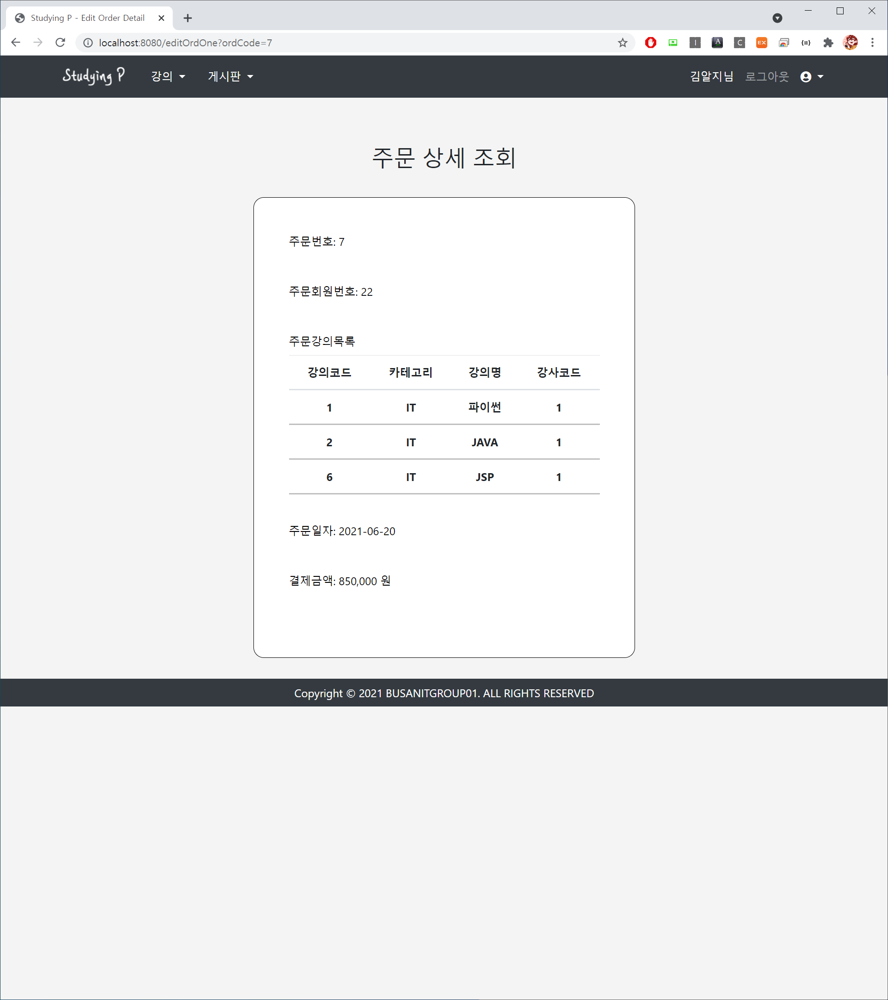 Studying P - Edit Order Detail
localhost:8080/editOrdOne?ordCode=7
I A C EX
Studying P 강의 게시판 김알지님 로그아웃
주문 상세 조회
주문번호: 7
주문회원번호: 22
주문강의목록
강의코드 카테고리 강의명 강사코드
1 IT 파이썬 1
2 IT JAVA 1
6 IT JSP 1
주문일자: 2021-06-20
결제금액: 850,000 원
Copyright © 2021 BUSANITGROUP01. ALL RIGHTS RESERVED